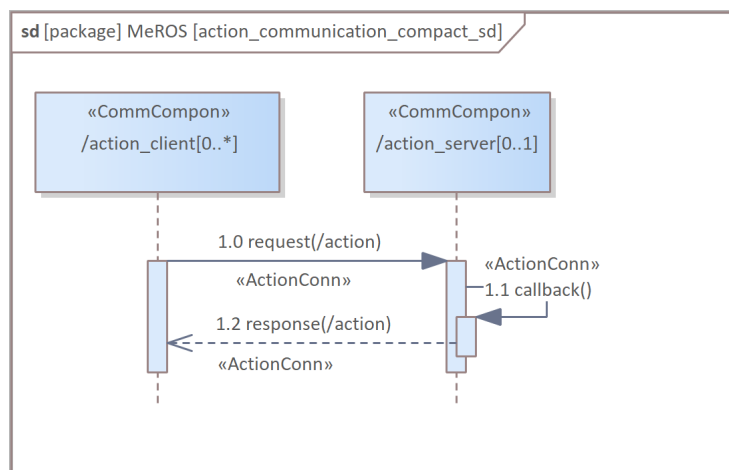 sd [package] MeROS [action_communication_compact_sd]
«CommCompon»
/action_client[0..*]
«CommCompon»
/action_server[0..1]
1.0 request(/action)
«ActionConn»
«ActionConn»
1.1 callback()
1.2 response(/action)
«ActionConn»